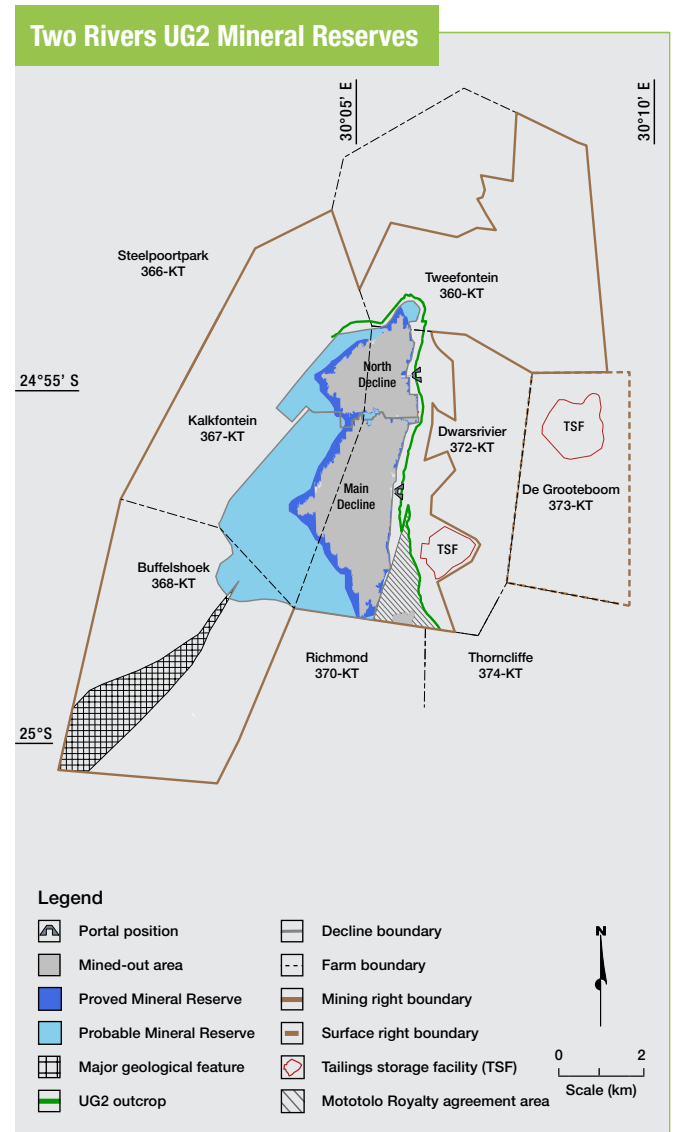 Two Rivers UG2 Mineral Reserves
30°05' E
30°10' E
Steelpoortpark
366-KT
Tweefontein
360-KT
North
Decline
24°55' S
Kalkfontein
367-KT
Dwarsrivier
372-KT
TSF
De Grooteboom
373-KT
Main
Decline
TSF
Buffelshoek
368-KT
Richmond
370-KT
Thorncliffe
374-KT
25°S
Legend
Portal position
Mined-out area
Proved Mineral Reserve
Probable Mineral Reserve
Major geological feature
UG2 outcrop
Decline boundary
Farm boundary
Mining right boundary
Surface right boundary
Tailings storage facility (TSF)
Mototolo Royalty agreement area
N
0 2
Scale (km)